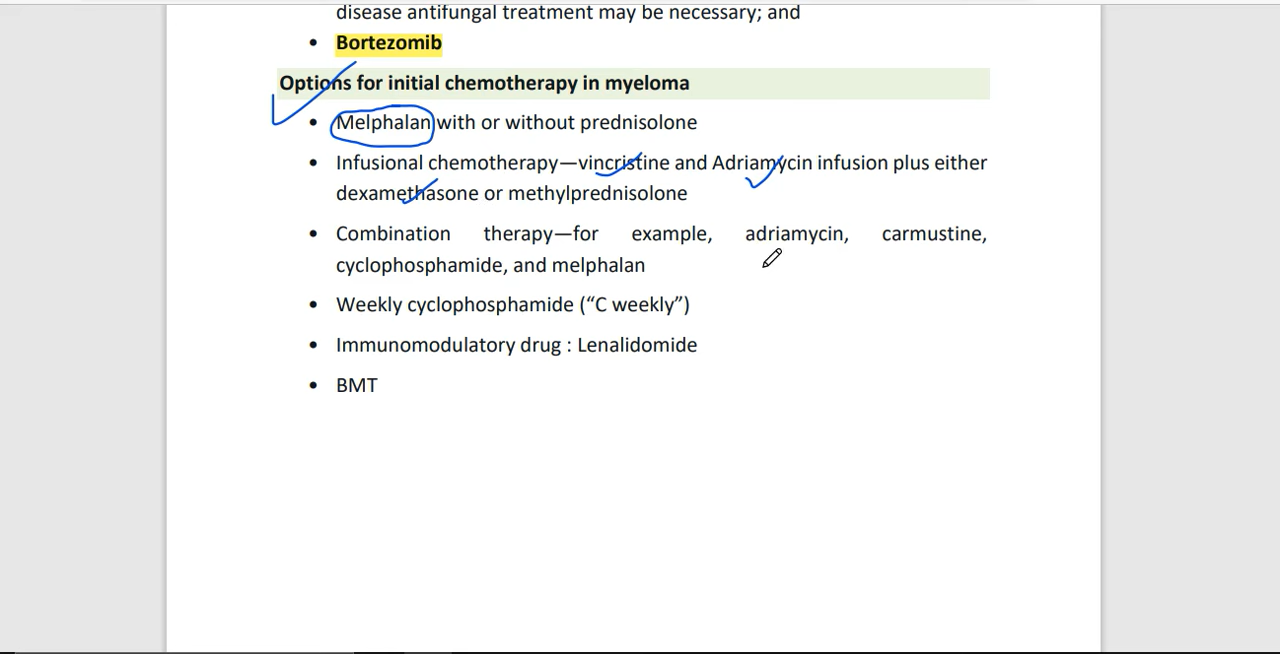 disease antifungal treatment may be necessary; and
• Bortezomib
Options for initial chemotherapy in myeloma
• Melphalan with or without prednisolone
• Infusional chemotherapy—vincristine and Adriamycin infusion plus either
dexamethasone or methylprednisolone
• Combination therapy—for example, adriamycin, carmustine,
cyclophosphamide, and melphalan
• Weekly cyclophosphamide (“C weekly”)
• Immunomodulatory drug : Lenalidomide
• BMT